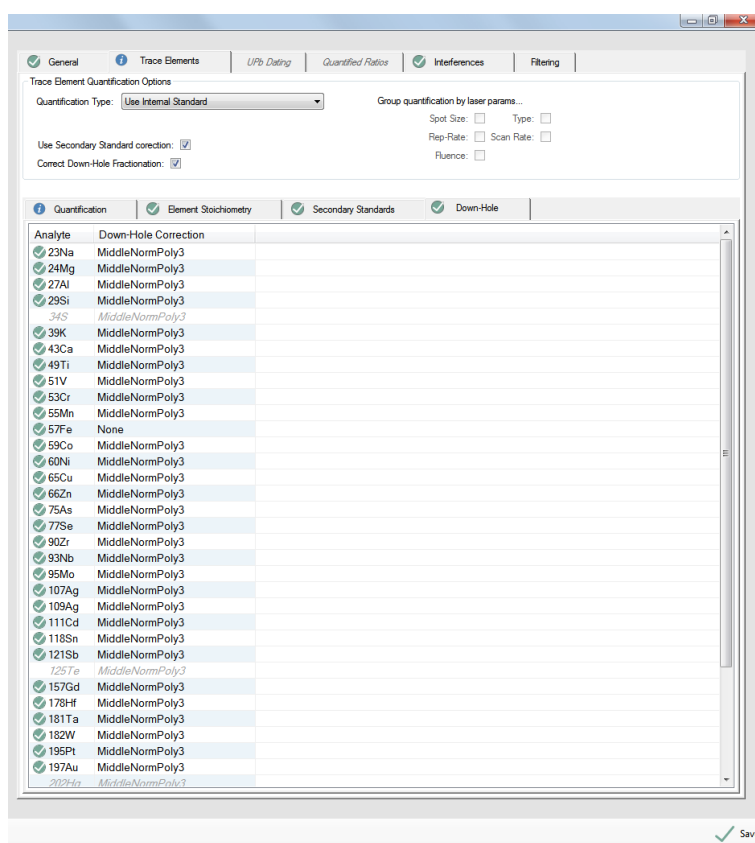 General Trace Elements UPb Dating Quantified Ratios Interferences Filtering
Trace Element Quantification Options
Quantification Type: Use Internal Standard Group quantification by laser params...
Spot Size: Type:
Rep-Rate: Scan Rate:
Use Secondary Standard corection:
Fluence:
Correct Down-Hole Fractionation:
Quantification Element Stoichiometry Secondary Standards Down-Hole
Analyte Down-Hole Correction
23Na MiddleNormPoly3
24Mg MiddleNormPoly3
27Al MiddleNormPoly3
29Si MiddleNormPoly3
34S MiddleNormPoly3
39K MiddleNormPoly3
43Ca MiddleNormPoly3
49Ti MiddleNormPoly3
51V MiddleNormPoly3
53Cr MiddleNormPoly3
55Mn MiddleNormPoly3
57Fe None
59Co MiddleNormPoly3
60Ni MiddleNormPoly3
65Cu MiddleNormPoly3
66Zn MiddleNormPoly3
75As MiddleNormPoly3
77Se MiddleNormPoly3
90Zr MiddleNormPoly3
93Nb MiddleNormPoly3
95Mo MiddleNormPoly3
107Ag MiddleNormPoly3
109Ag MiddleNormPoly3
111Cd MiddleNormPoly3
118Sn MiddleNormPoly3
121Sb MiddleNormPoly3
125Te MiddleNormPoly3
157Gd MiddleNormPoly3
178Hf MiddleNormPoly3
181Ta MiddleNormPoly3
182W MiddleNormPoly3
195Pt MiddleNormPoly3
197Au MiddleNormPoly3
202Hg MiddleNormPoly3
Sav